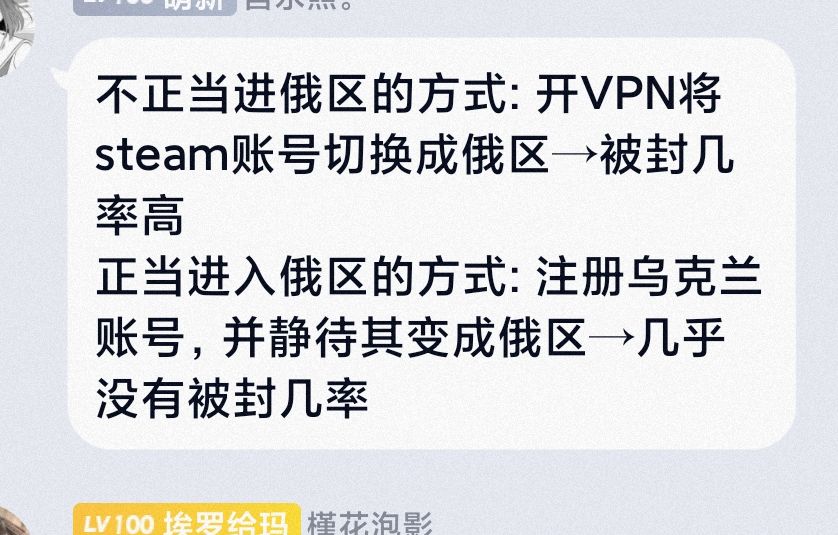 LV100 萌新
不正当进俄区的方式: 开VPN将
steam账号切换成俄区→被封几
率高
正当进入俄区的方式: 注册乌克兰
账号, 并静待其变成俄区→几乎
没有被封几率
LV100 埃罗给玛 槿花泡影